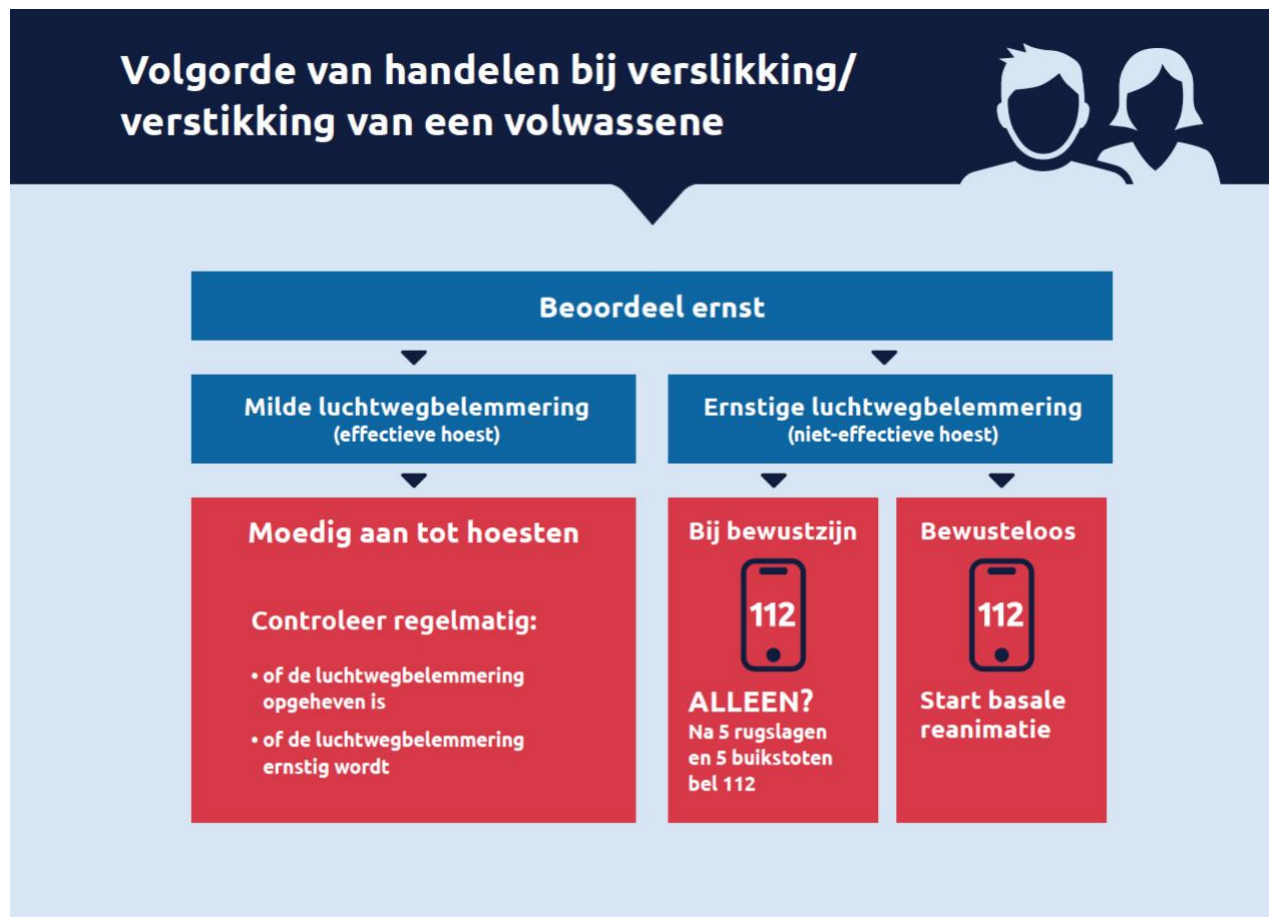 Volgorde van handelen bij verslikking/
verstikking van een volwassene
Beoordeel ernst
Milde luchtwegbelemmering
(effectieve hoest)
Ernstige luchtwegbelemmering
(niet-effectieve hoest)
Moedig aan tot hoesten
Controleer regelmatig:
• of de luchtwegbelemmering
opgeheven is
• of de luchtwegbelemmering
ernstig wordt
Bij bewustzijn
112
ALLEEN?
Na 5 rugslagen
en 5 buikstoten
bel 112
Bewusteloos
112
Start basale
reanimatie